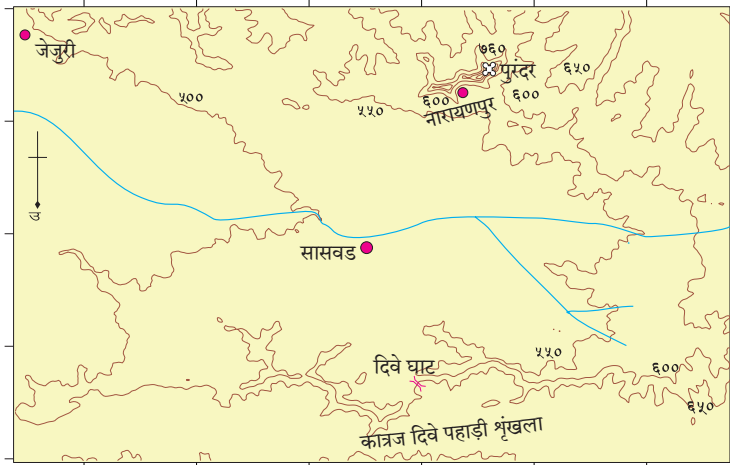 जेजुरी
७६०
पुरंदर
६५०
५००
५५०
६००
नारायणपुर
६००
उ
सासवड
दिवे घाट
५५०
६००
६५०
कात्रज दिवे पहाड़ी शृंखला